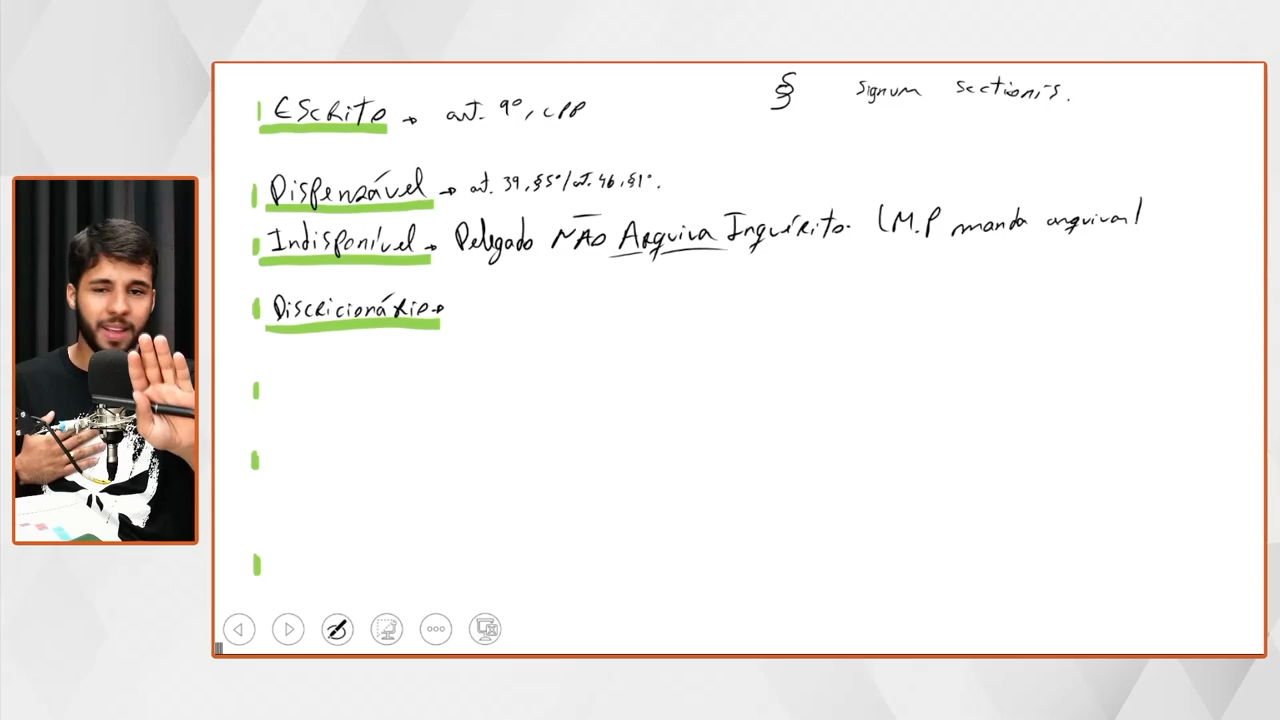 Escrito → art. 9º, CPP
§ signum sectionis.
Dispensável → art. 39, §5º/art. 46, §1º.
Indisponível → Delegado NÃO Arquiva Inquérito. (M.P manda arquivar)
Discricionário →